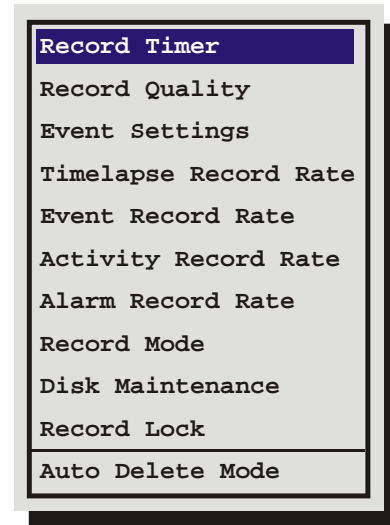 Record Timer
Record Quality
Event Settings
Timelapse Record Rate
Event Record Rate
Activity Record Rate
Alarm Record Rate
Record Mode
Disk Maintenance
Record Lock
Auto Delete Mode